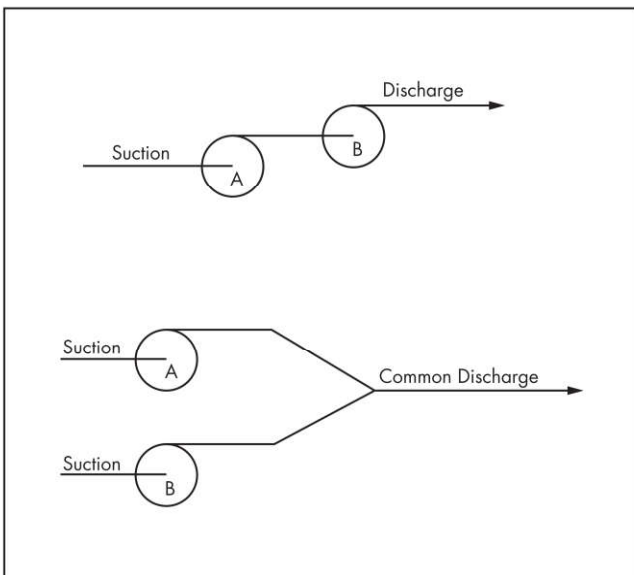 Discharge
Suction
A
B
Suction
A
Common Discharge
Suction
B